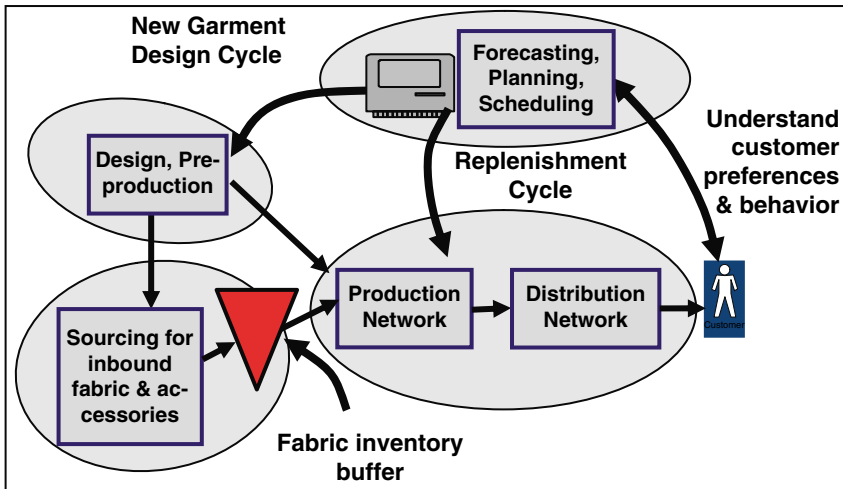 New Garment
Design Cycle
Forecasting,
Planning,
Scheduling
Understand
customer
preferences
& behavior
Design, Pre-
production
Replenishment
Cycle
Production
Network
Distribution
Network
Customer
Sourcing for
inbound
fabric & ac-
cessories
Fabric inventory
buffer